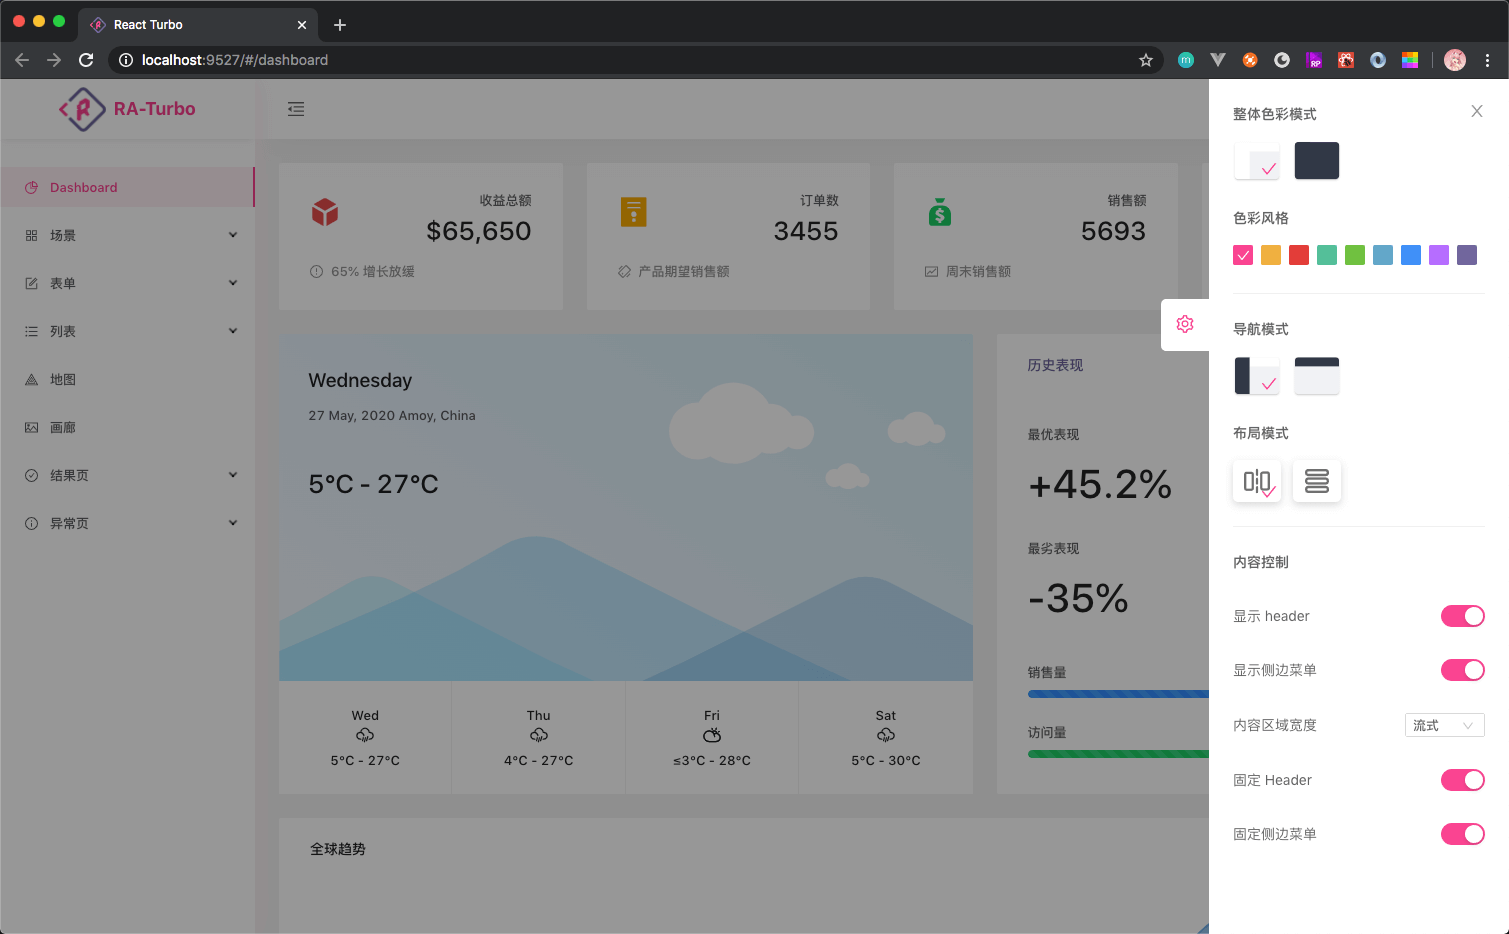 React Turbo
localhost:9527/#/dashboard
RA-Turbo
Dashboard
场景
表单
列表
地图
画廊
结果页
异常页
收益总额
$65,650
65% 增长放缓
订单数
3455
产品期望销售额
销售额
5693
周末销售额
Wednesday
27 May, 2020 Amoy, China
5°C - 27°C
Wed
5°C - 27°C
Thu
4°C - 27°C
Fri
≤3°C - 28°C
Sat
5°C - 30°C
历史表现
最优表现
+45.2%
最劣表现
-35%
销售量
访问量
全球趋势
整体色彩模式
色彩风格
导航模式
布局模式
内容控制
显示 header
显示侧边菜单
内容区域宽度
流式
固定 Header
固定侧边菜单